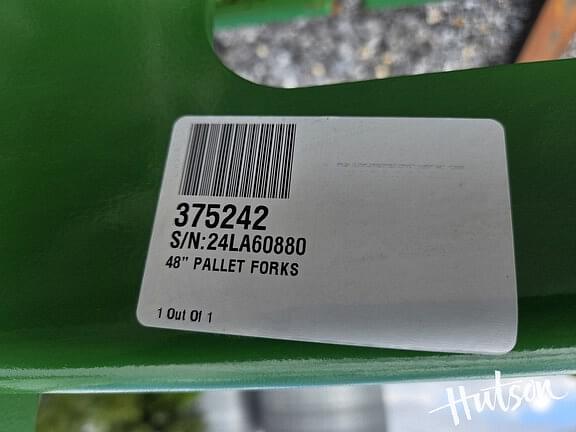 375242
S/N:24LA60880
48” PALLET FORKS
1 Out Of 1
Hutson